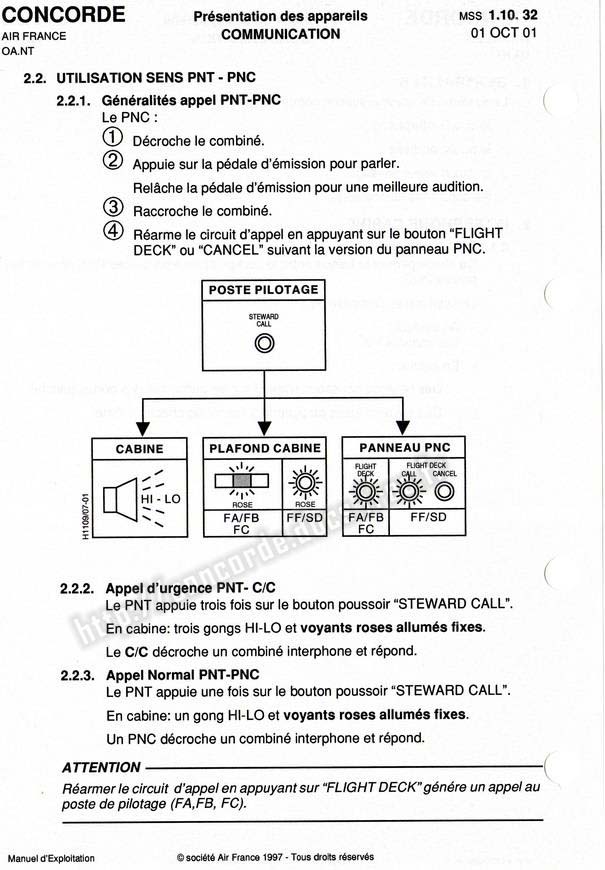 CONCORDE
AIR FRANCE
OA.NT
Présentation des appareils
COMMUNICATION
MSS 1.10. 32
01 OCT 01
2.2. UTILISATION SENS PNT - PNC
2.2.1. Généralités appel PNT-PNC
Le PNC :
1 Décroche le combiné.
2 Appuie sur la pédale d'émission pour parler.
Relâche la pédale d'émission pour une meilleure audition.
3 Raccroche le combiné.
4 Réarme le circuit d'appel en appuyant sur le bouton “FLIGHT
DECK” ou “CANCEL” suivant la version du panneau PNC.
POSTE PILOTAGE
STEWARD
CALL
CABINE
HI - LO
PLAFOND CABINE
ROSE
ROSE
FA/FB
FC
FF/SD
PANNEAU PNC
FLIGHT
DECK
FLIGHT DECK
CALL CANCEL
FA/FB
FC
FF/SD
H1109/07-01
2.2.2. Appel d'urgence PNT- C/C
Le PNT appuie trois fois sur le bouton poussoir “STEWARD CALL”.
En cabine: trois gongs HI-LO et voyants roses allumés fixes.
Le C/C décroche un combiné interphone et répond.
2.2.3. Appel Normal PNT-PNC
Le PNT appuie une fois sur le bouton poussoir “STEWARD CALL”.
En cabine: un gong HI-LO et voyants roses allumés fixes.
Un PNC décroche un combiné interphone et répond.
ATTENTION
Réarmer le circuit d'appel en appuyant sur “FLIGHT DECK” génére un appel au
poste de pilotage (FA,FB, FC).
Manuel d'Exploitation
© société Air France 1997 - Tous droits réservés